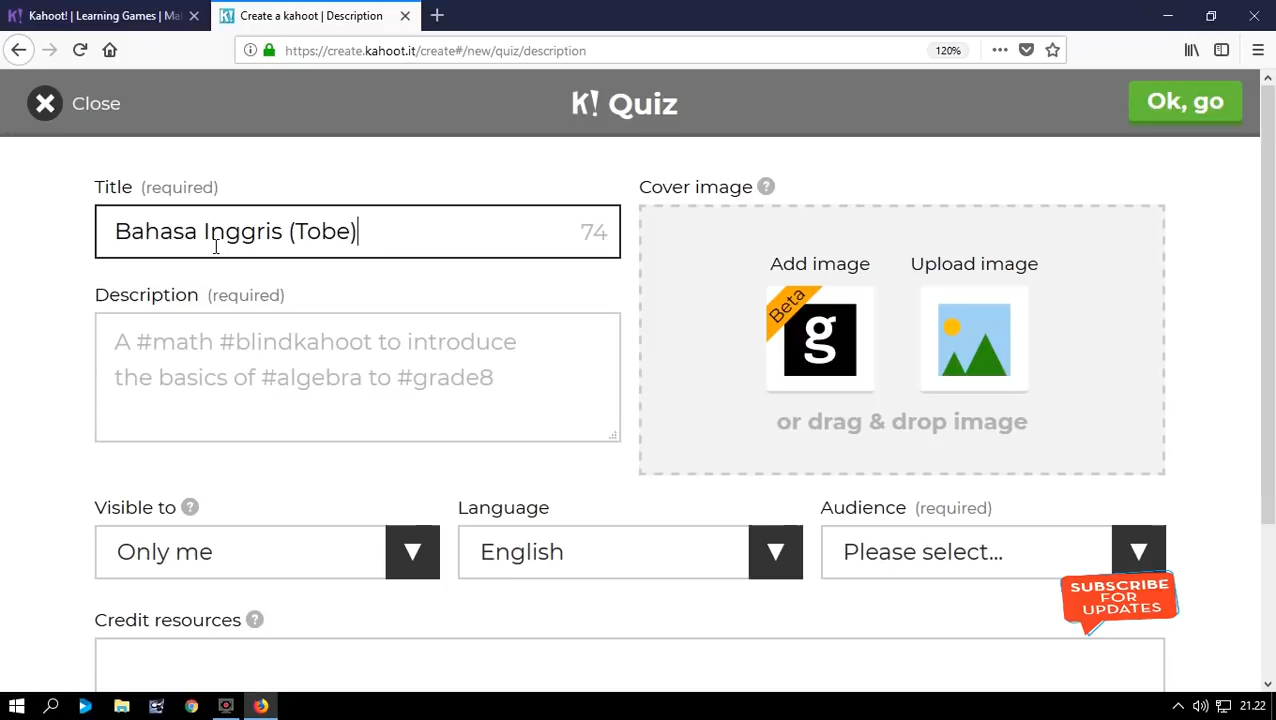 Kahoot! | Learning Games | Ma
Create a kahoot | Description
https://create.kahoot.it/create#/new/quiz/description
120%
Close
K! Quiz
Ok, go
Title (required)
Cover image ?
Bahasa Inggris (Tobe)
74
Add image
Upload image
Description (required)
Beta
g
A #math #blindkahoot to introduce
the basics of #algebra to #grade8
or drag & drop image
Visible to ?
Language
Audience (required)
Only me
English
Please select...
SUBSCRIBE
FOR
UPDATES
Credit resources ?
21.22